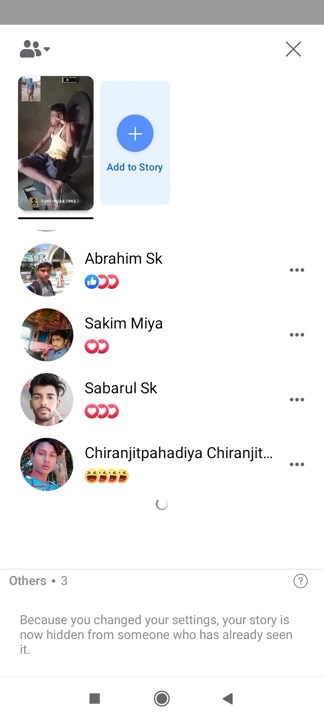 Add to Story
Abrahim Sk
Sakim Miya
Sabarul Sk
Chiranjitpahadiya Chiranjit...
Others • 3
Because you changed your settings, your story is
now hidden from someone who has already seen
it.